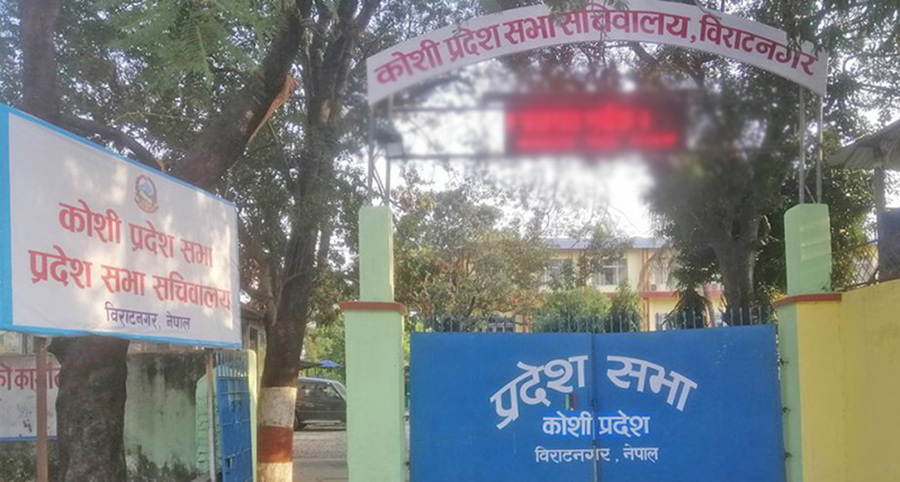 कोशी प्रदेश सभा सचिवालय, विराटनगर
कोशी प्रदेश सभा
प्रदेश सभा सचिवालय
विराटनगर, नेपाल
प्रदेश सभा
कोशी प्रदेश
विराटनगर, नेपाल